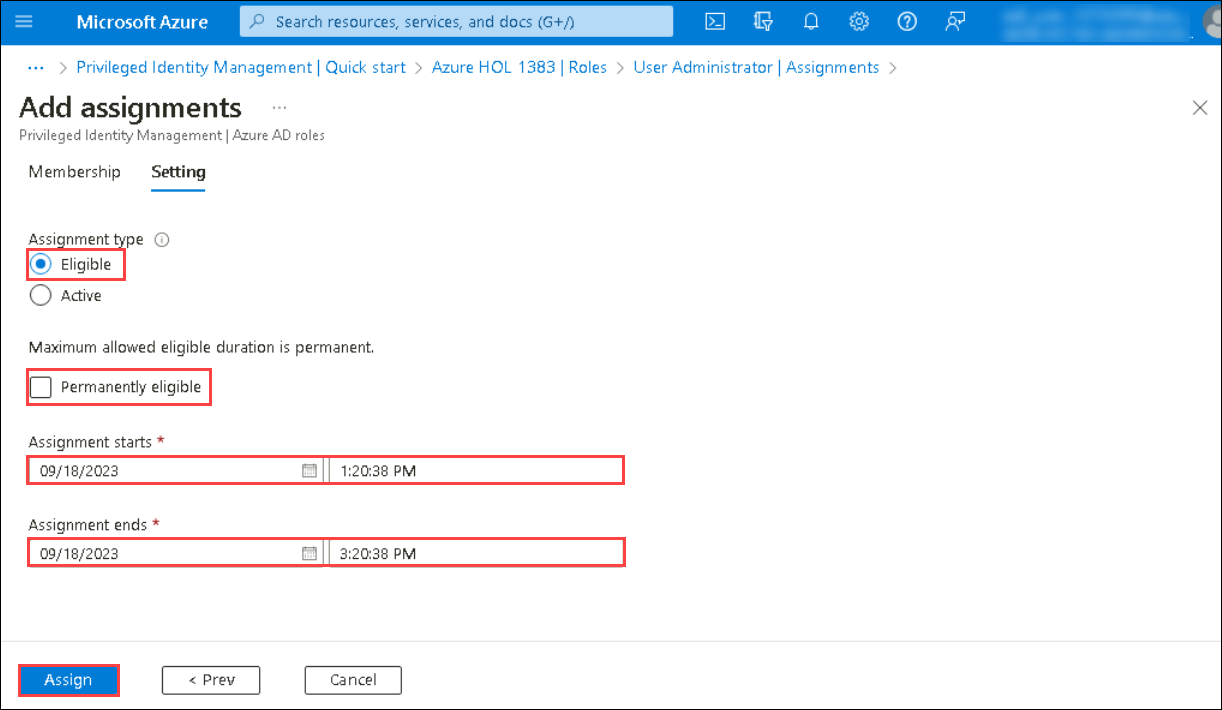 Microsoft Azure
Search resources, services, and docs (G+/)
... > Privileged Identity Management | Quick start > Azure HOL 1383 | Roles > User Administrator | Assignments >
Add assignments ...
Privileged Identity Management | Azure AD roles
Membership Setting
Assignment type
Eligible
Active
Maximum allowed eligible duration is permanent.
Permanently eligible
Assignment starts *
09/18/2023 1:20:38 PM
Assignment ends *
09/18/2023 3:20:38 PM
Assign < Prev Cancel